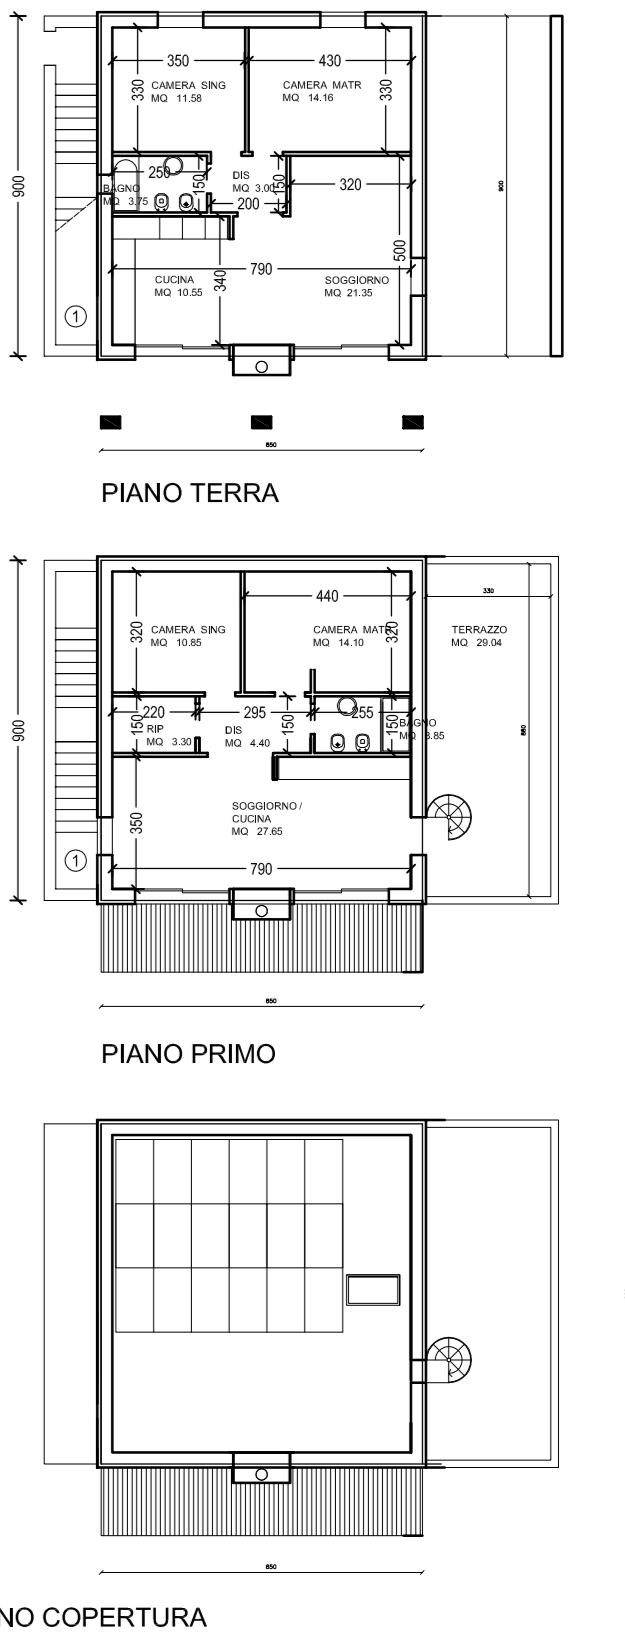 350
430
330
CAMERA SING
MQ 11.58
CAMERA MATR
MQ 14.16
330
900
900
250
150
DIS
MQ 3.00
150
320
BAGNO
MQ 3.75
200
790
500
340
CUCINA
MQ 10.55
SOGGIORNO
MQ 21.35
1
850
PIANO TERRA
440
330
320
CAMERA SING
MQ 10.85
CAMERA MATR
MQ 14.10
320
TERRAZZO
MQ 29.04
220
295
255
150
RIP
MQ 3.30
DIS
MQ 4.40
150
150
BAGNO
MQ 3.85
900
880
350
SOGGIORNO /
CUCINA
MQ 27.65
1
790
850
PIANO PRIMO
850
NO COPERTURA